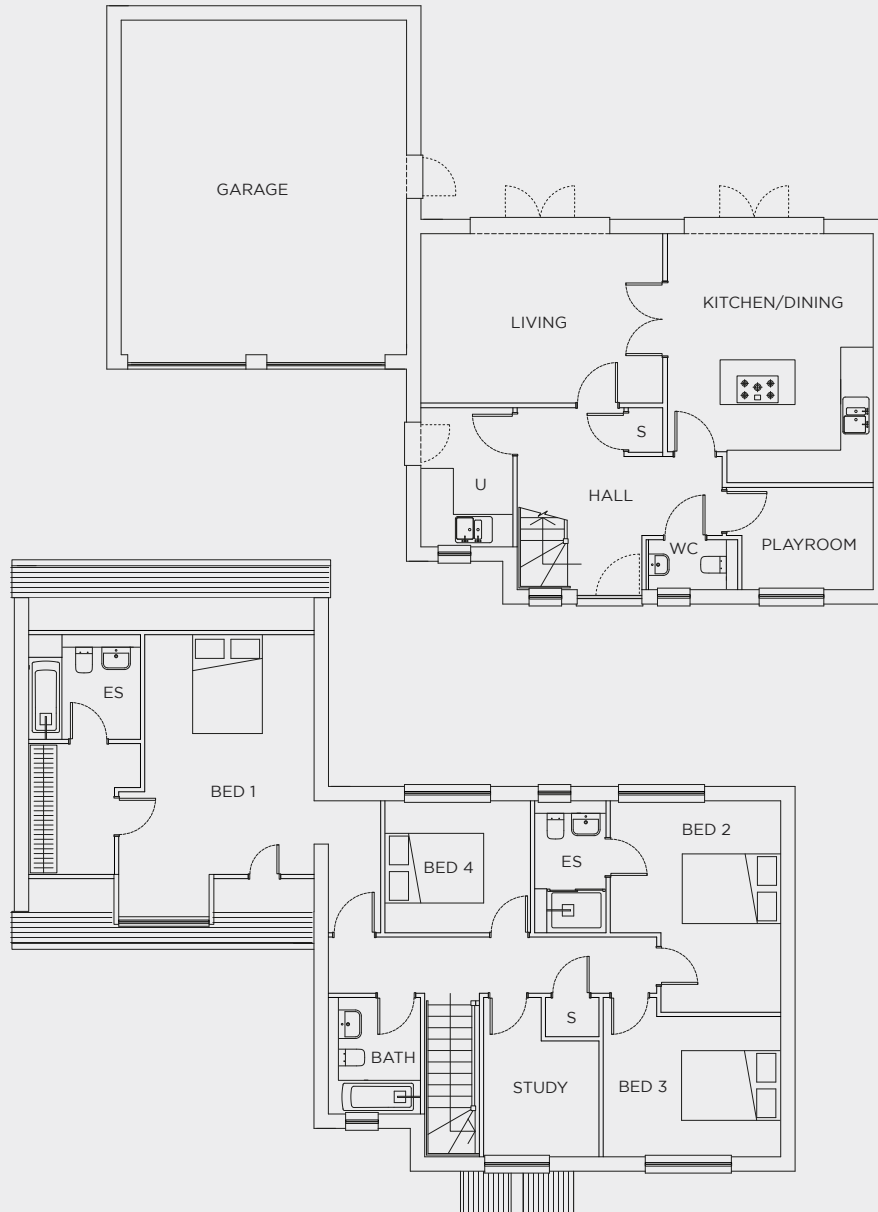 GARAGE
LIVING
KITCHEN/DINING
S
U
HALL
WC
PLAYROOM
ES
BED 1
BED 4
ES
BED 2
S
BATH
STUDY
BED 3